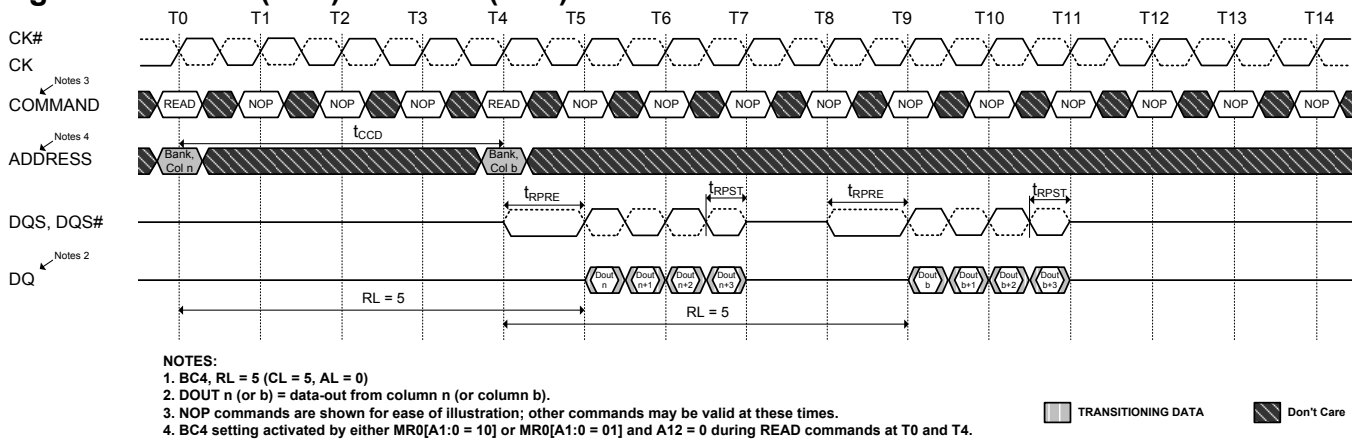 T0 T1 T2 T3 T4 T5 T6 T7 T8 T9 T10 T11 T12 T13 T14
CK#
CK
Notes 3
COMMAND READ NOP NOP NOP READ NOP NOP NOP NOP NOP NOP NOP NOP NOP NOP
tCCD
Notes 4
ADDRESS
Bank, Col n
Bank, Col b
tRPRE tRPST tRPRE tRPST
DQS, DQS#
Notes 2
DQ
Dout n Dout n+1 Dout n+2 Dout n+3 Dout b Dout b+1 Dout b+2 Dout b+3
RL = 5
RL = 5
NOTES:
1. BC4, RL = 5 (CL = 5, AL = 0)
2. DOUT n (or b) = data-out from column n (or column b).
3. NOP commands are shown for ease of illustration; other commands may be valid at these times.
4. BC4 setting activated by either MR0[A1:0 = 10] or MR0[A1:0 = 01] and A12 = 0 during READ commands at T0 and T4.
TRANSITIONING DATA
Don't Care